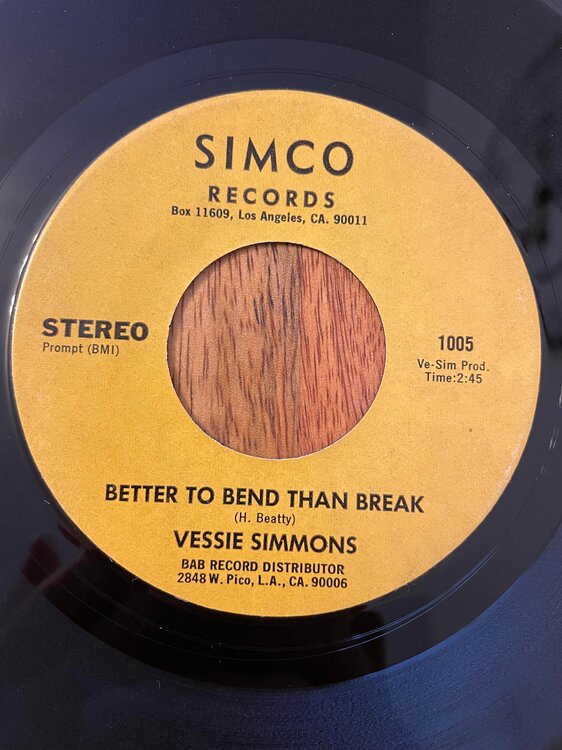 SIMCO
RECORDS
Box 11609, Los Angeles, CA. 90011
STEREO
Prompt (BMI)
1005
Ve-Sim Prod.
Time:2:45
BETTER TO BEND THAN BREAK
(H. Beatty)
VESSIE SIMMONS
BAB RECORD DISTRIBUTOR
2848 W. Pico, L.A., CA. 90006